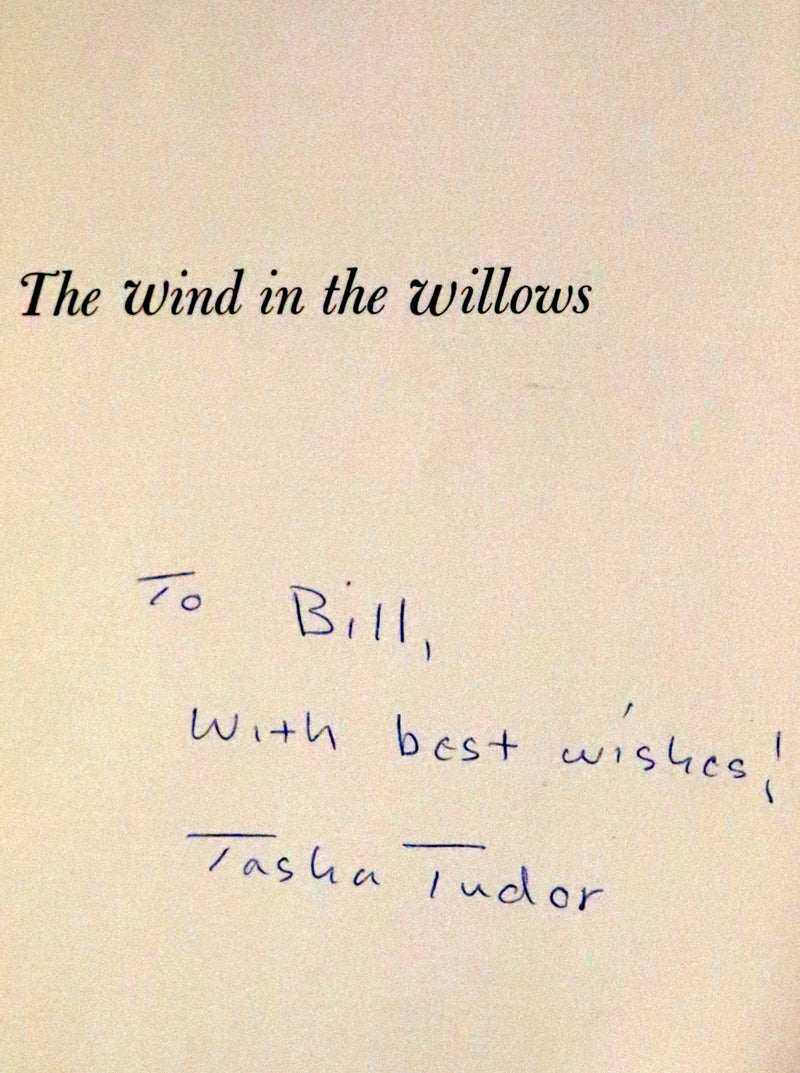 The Wind in the Willows
To Bill,
With best wishes!
Tasha Tudor